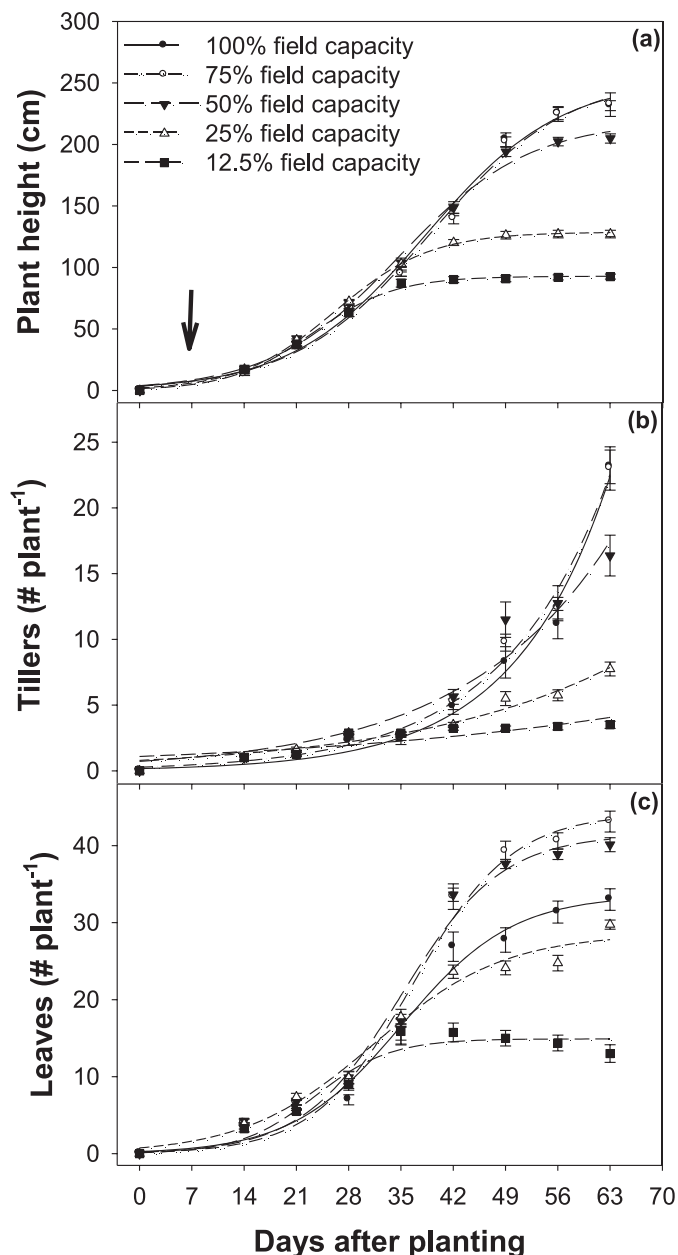 (a)
100% field capacity
75% field capacity
50% field capacity
25% field capacity
12.5% field capacity
Plant height (cm)
300
250
200
150
100
50
0
(b)
Tillers (# plant⁻¹)
25
20
15
10
5
0
(c)
Leaves (# plant⁻¹)
40
30
20
10
0
0 7 14 21 28 35 42 49 56 63 70
Days after planting